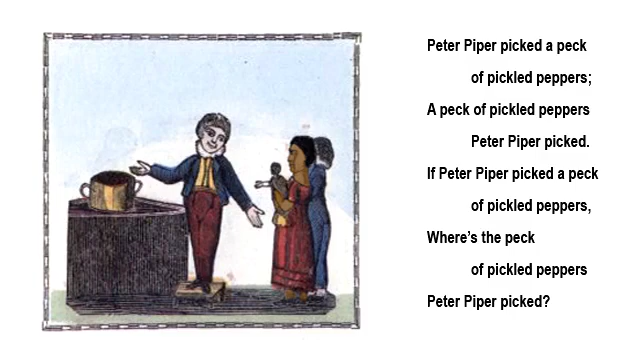 Peter Piper picked a peck
of pickled peppers;
A peck of pickled peppers
Peter Piper picked.
If Peter Piper picked a peck
of pickled peppers,
Where's the peck
of pickled peppers
Peter Piper picked?